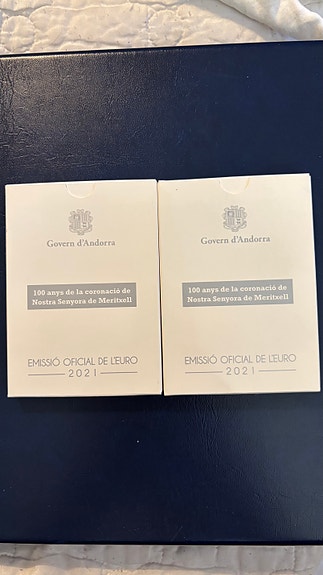 Govern d'Andorra
100 anys de la coronació de
Nostra Senyora de Meritxell
EMISSIÓ OFICIAL DE L'EURO
2021
Govern d'Andorra
100 anys de la coronació de
Nostra Senyora de Meritxell
EMISSIÓ OFICIAL DE L'EURO
2021